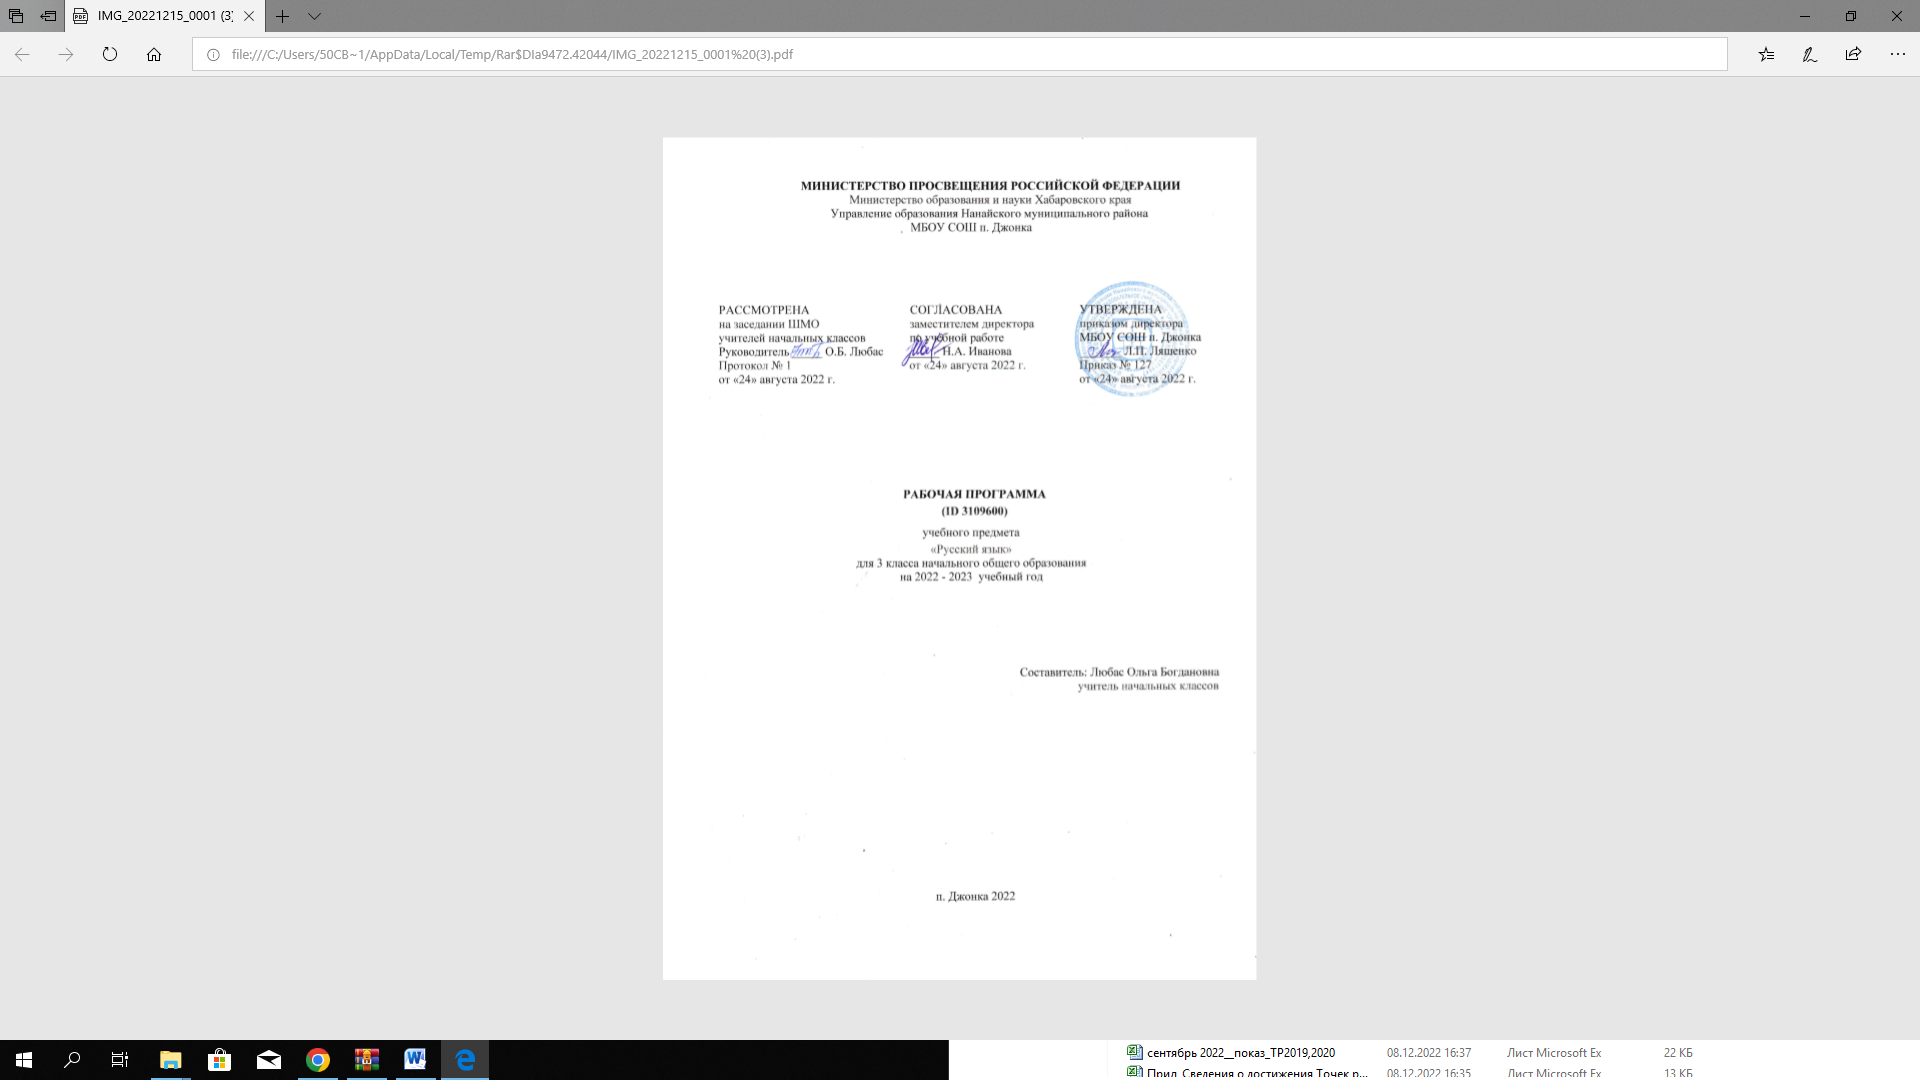 IMG_20221215_0001 (3)
file:///C:/Users/50CB~1/AppData/Local/Temp/Rar$DIa9472.42044/IMG_20221215_0001%20(3).pdf
МИНИСТЕРСТВО ПРОСВЕЩЕНИЯ РОССИЙСКОЙ ФЕДЕРАЦИИ
Министерство образования и науки Хабаровского края
Управление образования Нанайского муниципального района
МБОУ СОШ п. Джонка
РАССМОТРЕНА
на заседании ШМО
учителей начальных классов
Руководитель О.Б. Любас
Протокол № 1
от «24» августа 2022 г.
СОГЛАСОВАНА
заместителем директора
по учебной работе
Н.А. Иванова
от «24» августа 2022 г.
УТВЕРЖДЕНА
приказом директора
МБОУ СОШ п. Джонка
Л.П. Ляшенко
Приказ № 127
от «24» августа 2022 г.
РАБОЧАЯ ПРОГРАММА
(ID 3109600)
учебного предмета
«Русский язык»
для 3 класса начального общего образования
на 2022 - 2023 учебный год
Составитель: Любас Ольга Богдановна
учитель начальных классов
п. Джонка 2022
сентябрь 2022__показ_ТР2019,2020 08.12.2022 16:37 Лист Microsoft Ex 22 КБ
Прил_Сведения о достижения Точек р... 08.12.2022 16:35 Лист Microsoft Ex 13 КБ